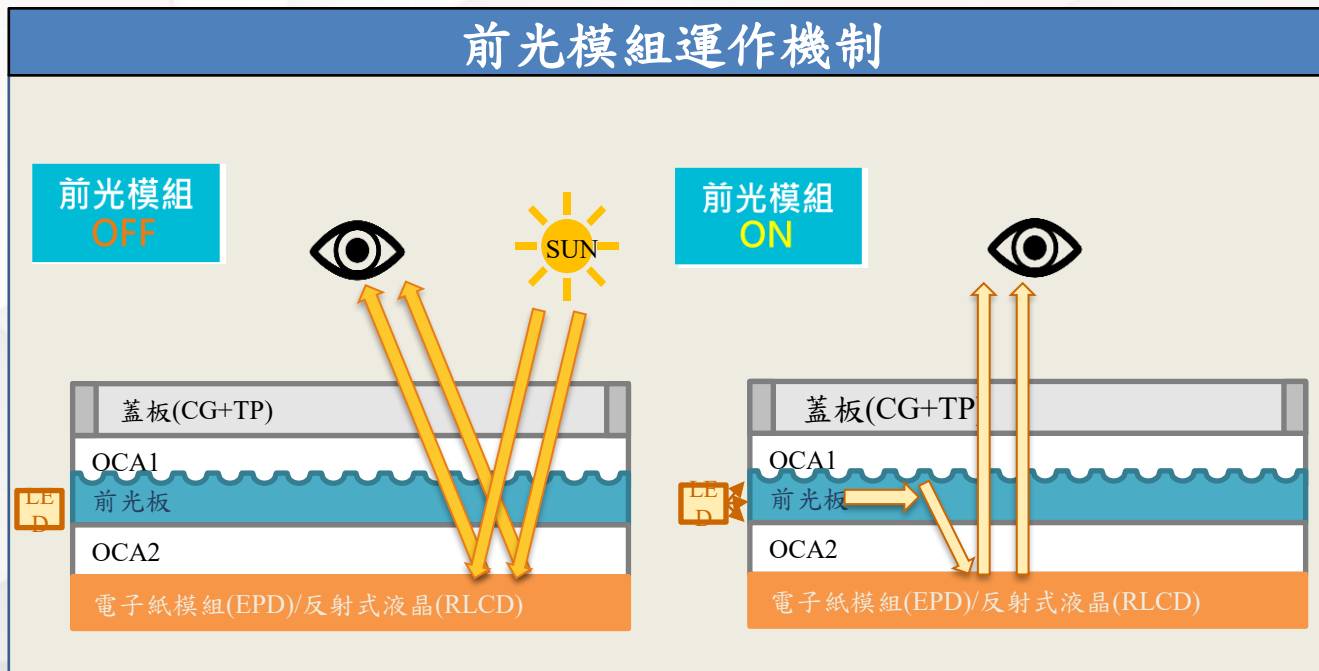 前光模組運作機制
前光模組
OFF
SUN
蓋板(CG+TP)
OCA1
LE
D
前光板
OCA2
電子紙模組(EPD)/反射式液晶(RLCD)
前光模組
ON
蓋板(CG+TP)
OCA1
LE
D
前光板
OCA2
電子紙模組(EPD)/反射式液晶(RLCD)